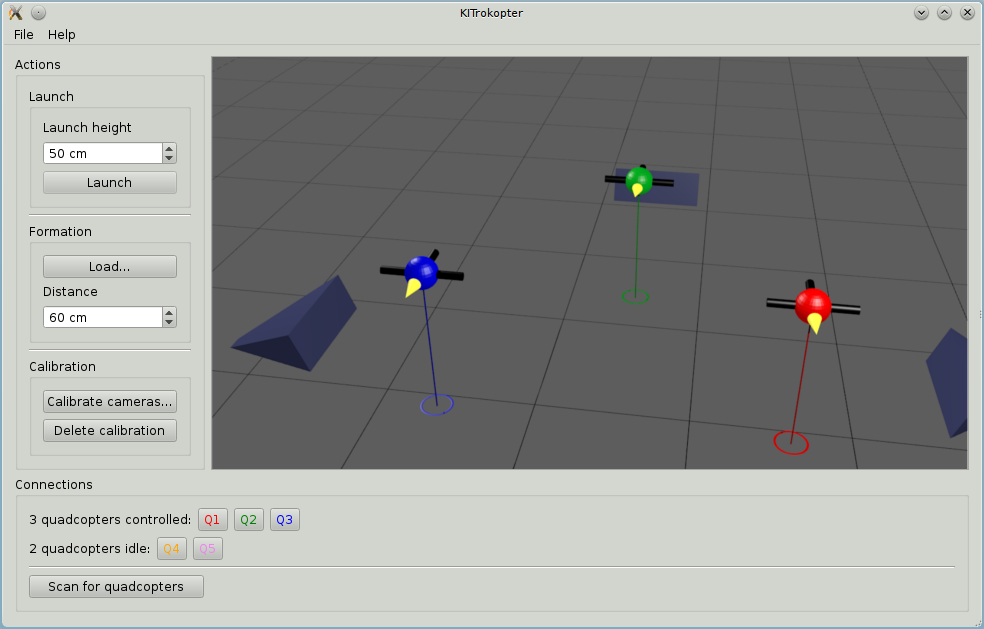 KITrokopter
File Help
Actions
Launch
Launch height
50 cm
Launch
Formation
Load...
Distance
60 cm
Calibration
Calibrate cameras...
Delete calibration
Connections
3 quadcopters controlled: Q1 Q2 Q3
2 quadcopters idle: Q4 Q5
Scan for quadcopters